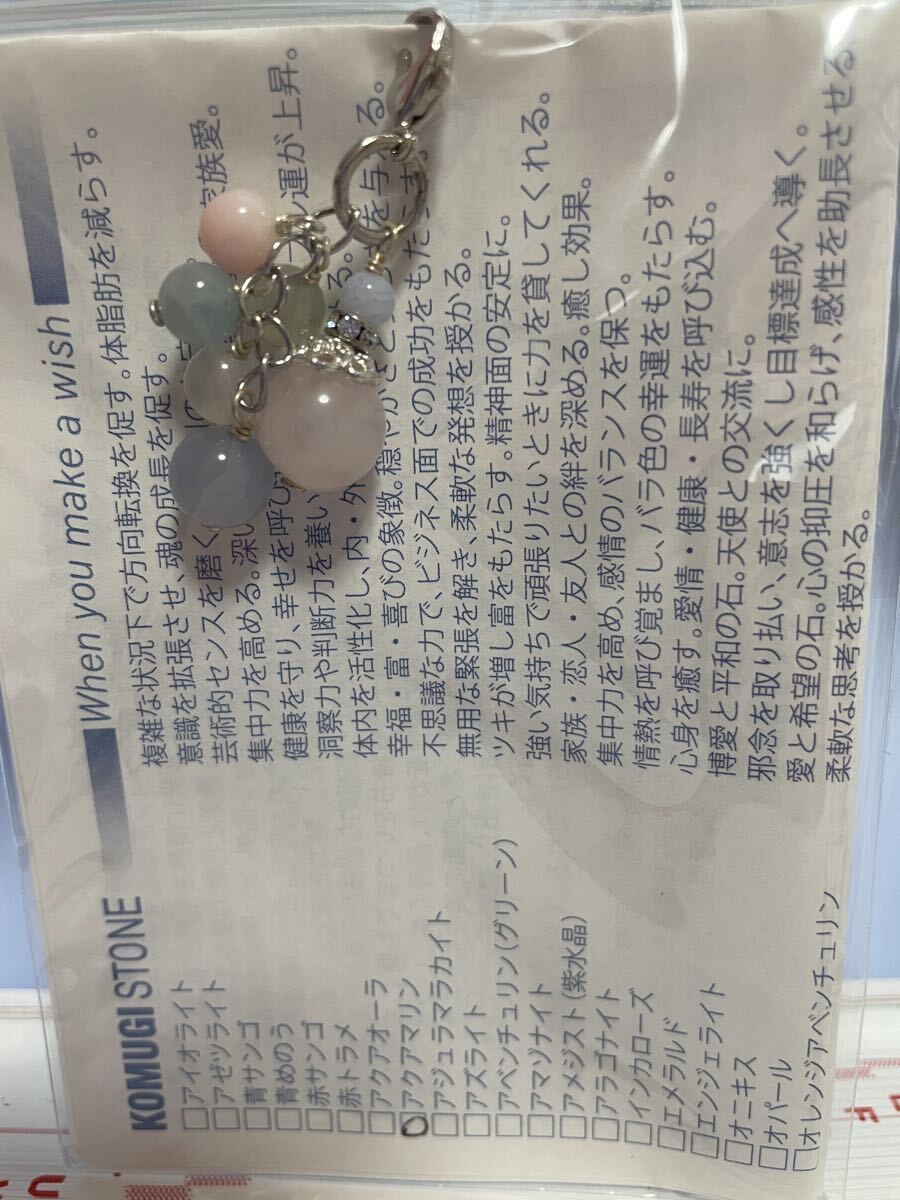 KOMUGI STONE When you make a wish
□アイオライト 複雑な状況下で方向転換を促す。体脂肪を減らす。
□アゼツライト 意識を拡張させ、魂の成長を促す。
□青サンゴ 芸術的センスを磨く 家族愛。
□青めのう 集中力を高める。深い
□赤サンゴ 健康を守り、幸せを呼び 運が上昇。
□赤トラメ 洞察力や判断力を養い、
□アクアオーラ 体内を活性化し、内・外 る。
□アクアマリン 幸福・富・喜びの象徴。穏やかさと を与える。
□アジュラマラカイト 不思議な力で、ビジネス面での成功をもた す。
□アズライト 無用な緊張を解き、柔軟な発想を授かる。
□アベンチュリン(グリーン) ツキが増し富をもたらす。精神面の安定に。
□アマゾナイト 強い気持ちで頑張りたいときに力を貸してくれる。
□アメジスト(紫水晶) 家族・恋人・友人との絆を深める。癒し効果。
□アラゴナイト 集中力を高め、感情のバランスを保つ。
□インカローズ 情熱を呼び覚まし、バラ色の幸運をもたらす。
□エメラルド 心身を癒す。愛情・健康・長寿を呼び込む。
□エンジェライト 博愛と平和の石。天使との交流に。
□オニキス 邪念を取り払い、意志を強くし目標達成へ導く。
□オパール 愛と希望の石。心の抑圧を和らげ、感性を助長させる
□オレンジアベンチュリン 柔軟な思考を授かる。